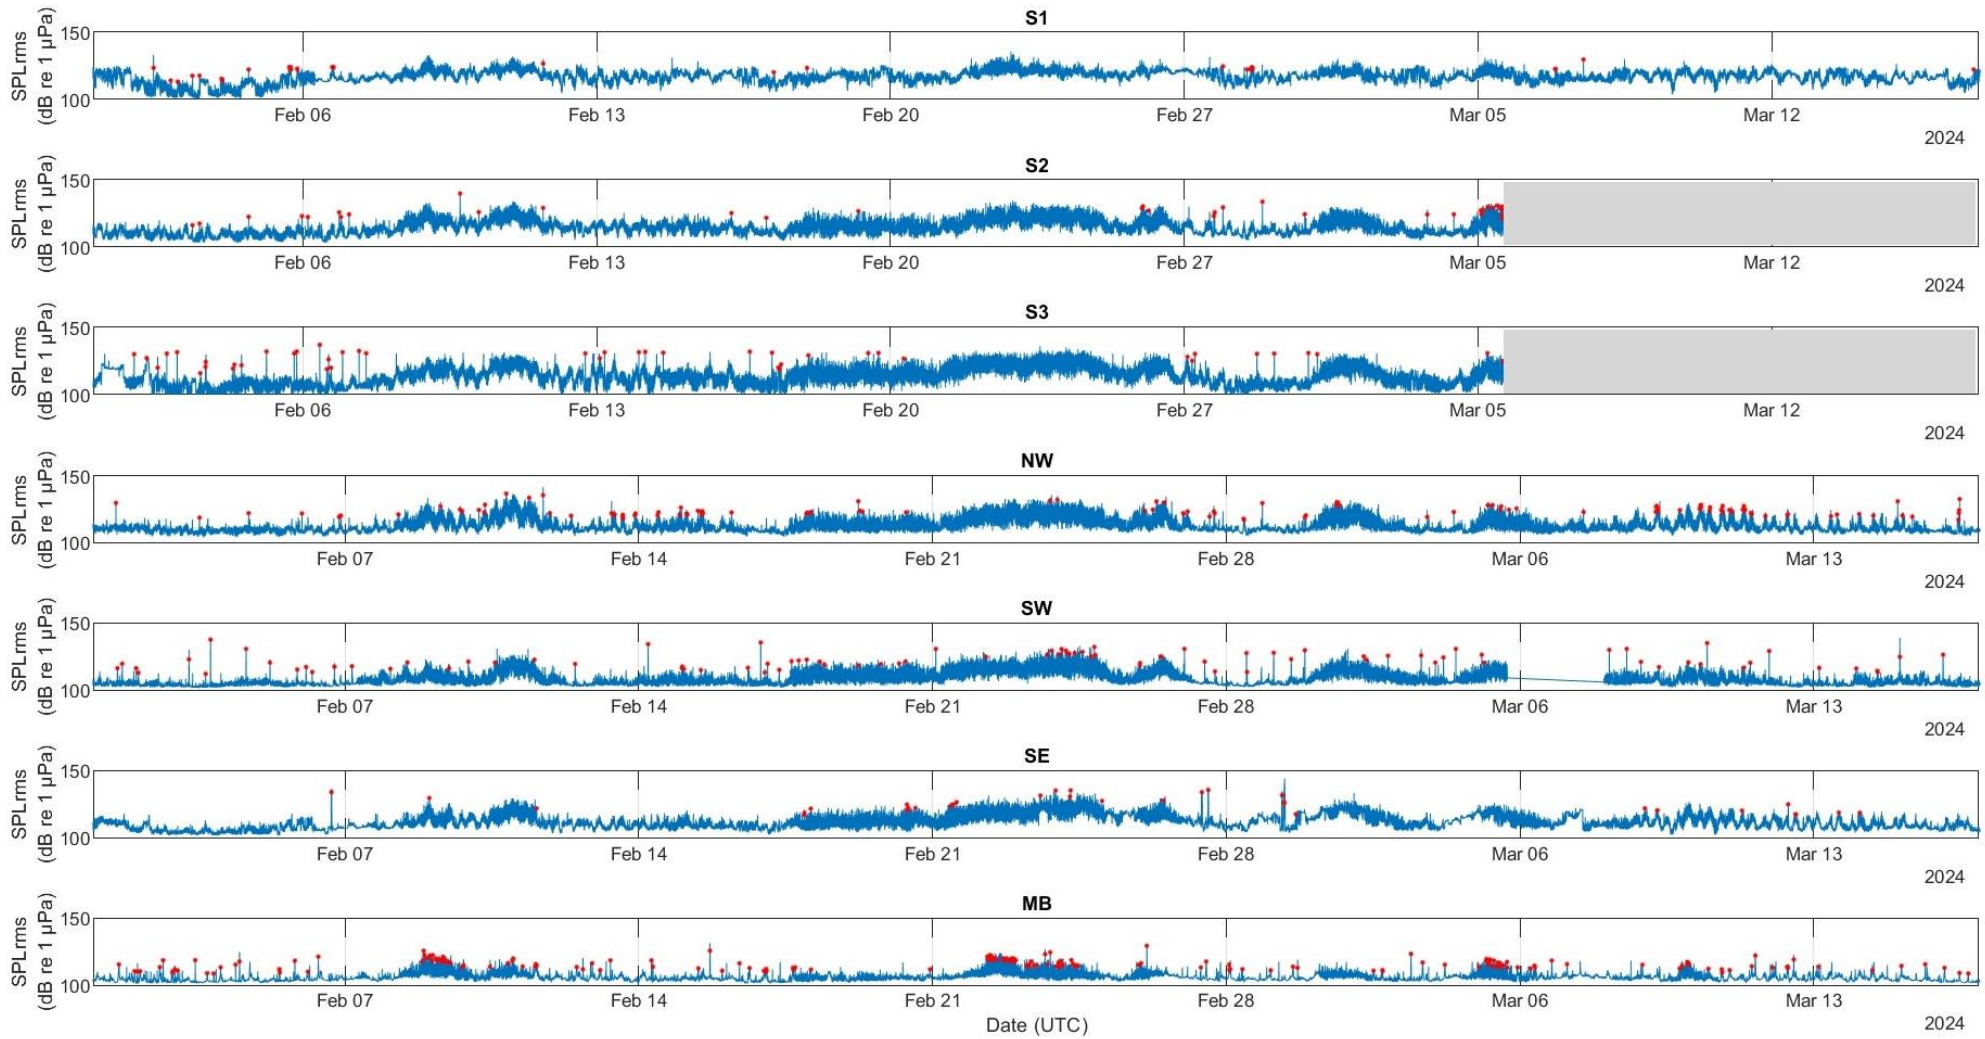 S1
SPLrms
(dB re 1 µPa)
150
100
Feb 06 Feb 13 Feb 20 Feb 27 Mar 05 Mar 12
2024
S2
SPLrms
(dB re 1 µPa)
150
100
Feb 06 Feb 13 Feb 20 Feb 27 Mar 05 Mar 12
2024
S3
SPLrms
(dB re 1 µPa)
150
100
Feb 06 Feb 13 Feb 20 Feb 27 Mar 05 Mar 12
2024
NW
SPLrms
(dB re 1 µPa)
150
100
Feb 07 Feb 14 Feb 21 Feb 28 Mar 06 Mar 13
2024
SW
SPLrms
(dB re 1 µPa)
150
100
Feb 07 Feb 14 Feb 21 Feb 28 Mar 06 Mar 13
2024
SE
SPLrms
(dB re 1 µPa)
150
100
Feb 07 Feb 14 Feb 21 Feb 28 Mar 06 Mar 13
2024
MB
SPLrms
(dB re 1 µPa)
150
100
Feb 07 Feb 14 Feb 21 Feb 28 Mar 06 Mar 13
Date (UTC)
2024